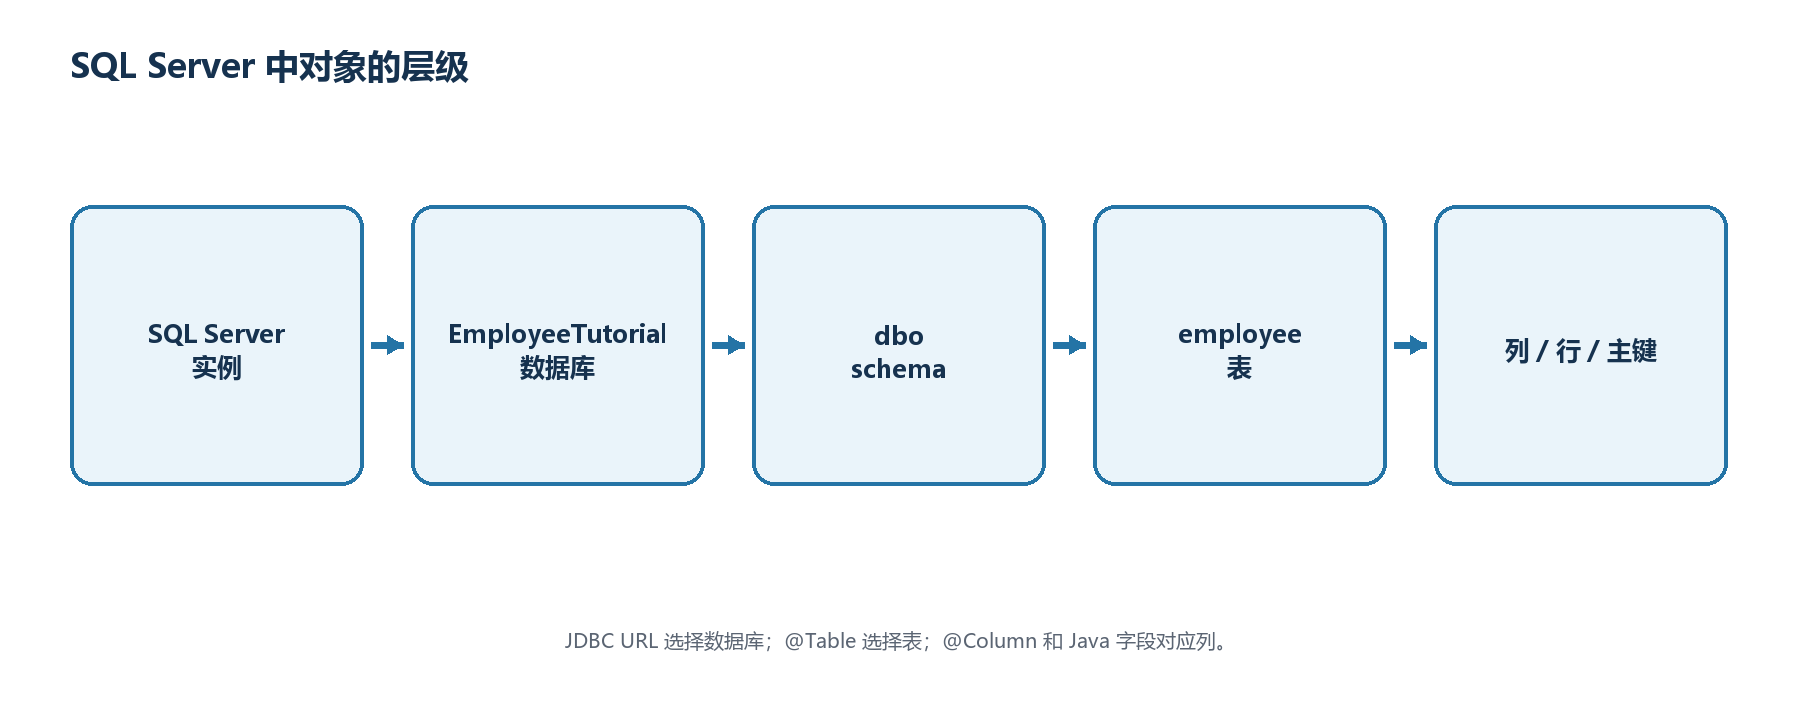 SQL Server 中对象的层级
SQL Server
实例
EmployeeTutorial
数据库
dbo
schema
employee
表
列 / 行 / 主键
JDBC URL 选择数据库；@Table 选择表；@Column 和 Java 字段对应列。